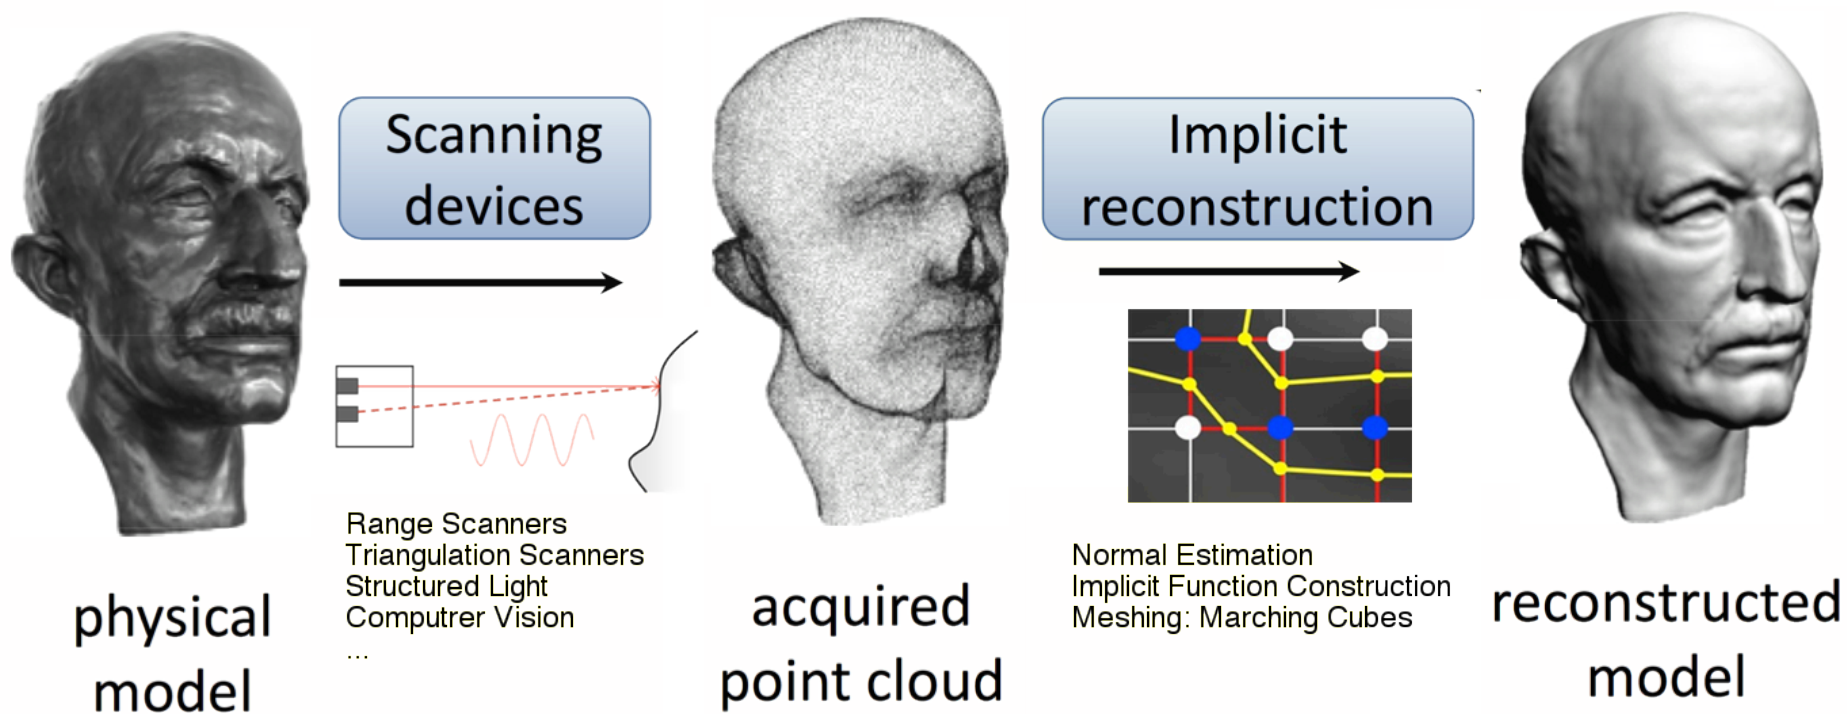 Scanning
devices
Implicit
reconstruction
Range Scanners
Triangulation Scanners
Structured Light
Computrer Vision
...
Normal Estimation
Implicit Function Construction
Meshing: Marching Cubes
physical
model
acquired
point cloud
reconstructed
model